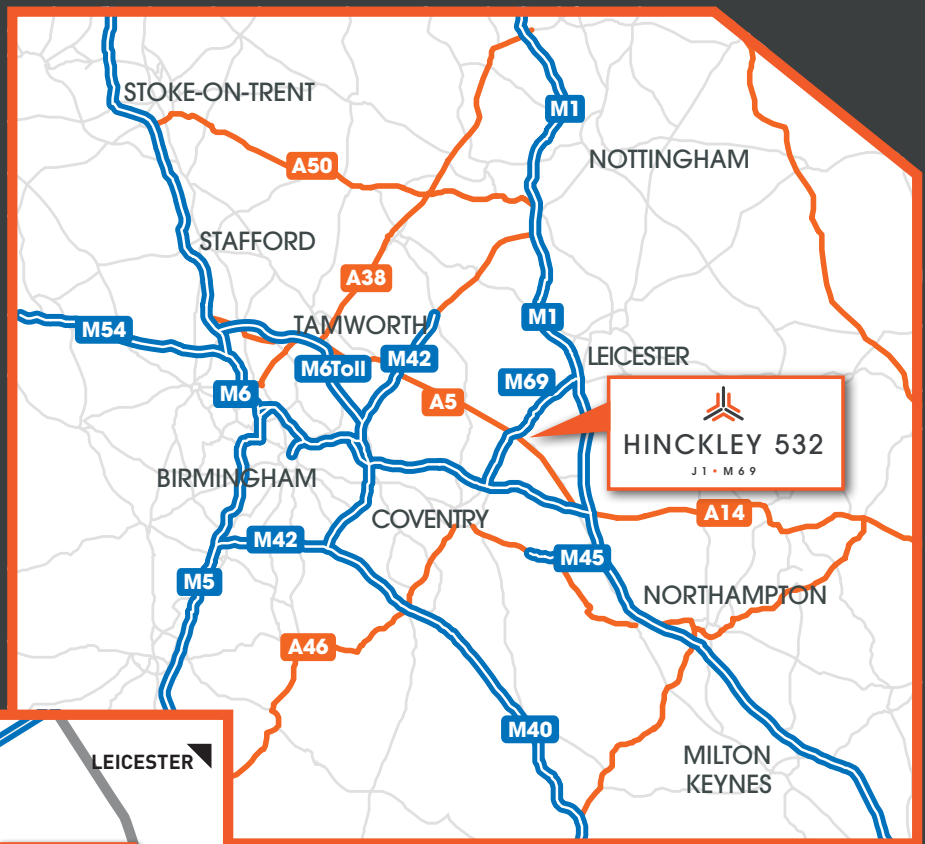 STOKE-ON-TRENT
M1
NOTTINGHAM
A50
STAFFORD
A38
M54
TAMWORTH
M1
M6Toll
M42
LEICESTER
M69
M6
A5
HINCKLEY 532
J1 • M69
BIRMINGHAM
COVENTRY
A14
M42
M45
M5
NORTHAMPTON
A46
M40
MILTON
KEYNES
LEICESTER